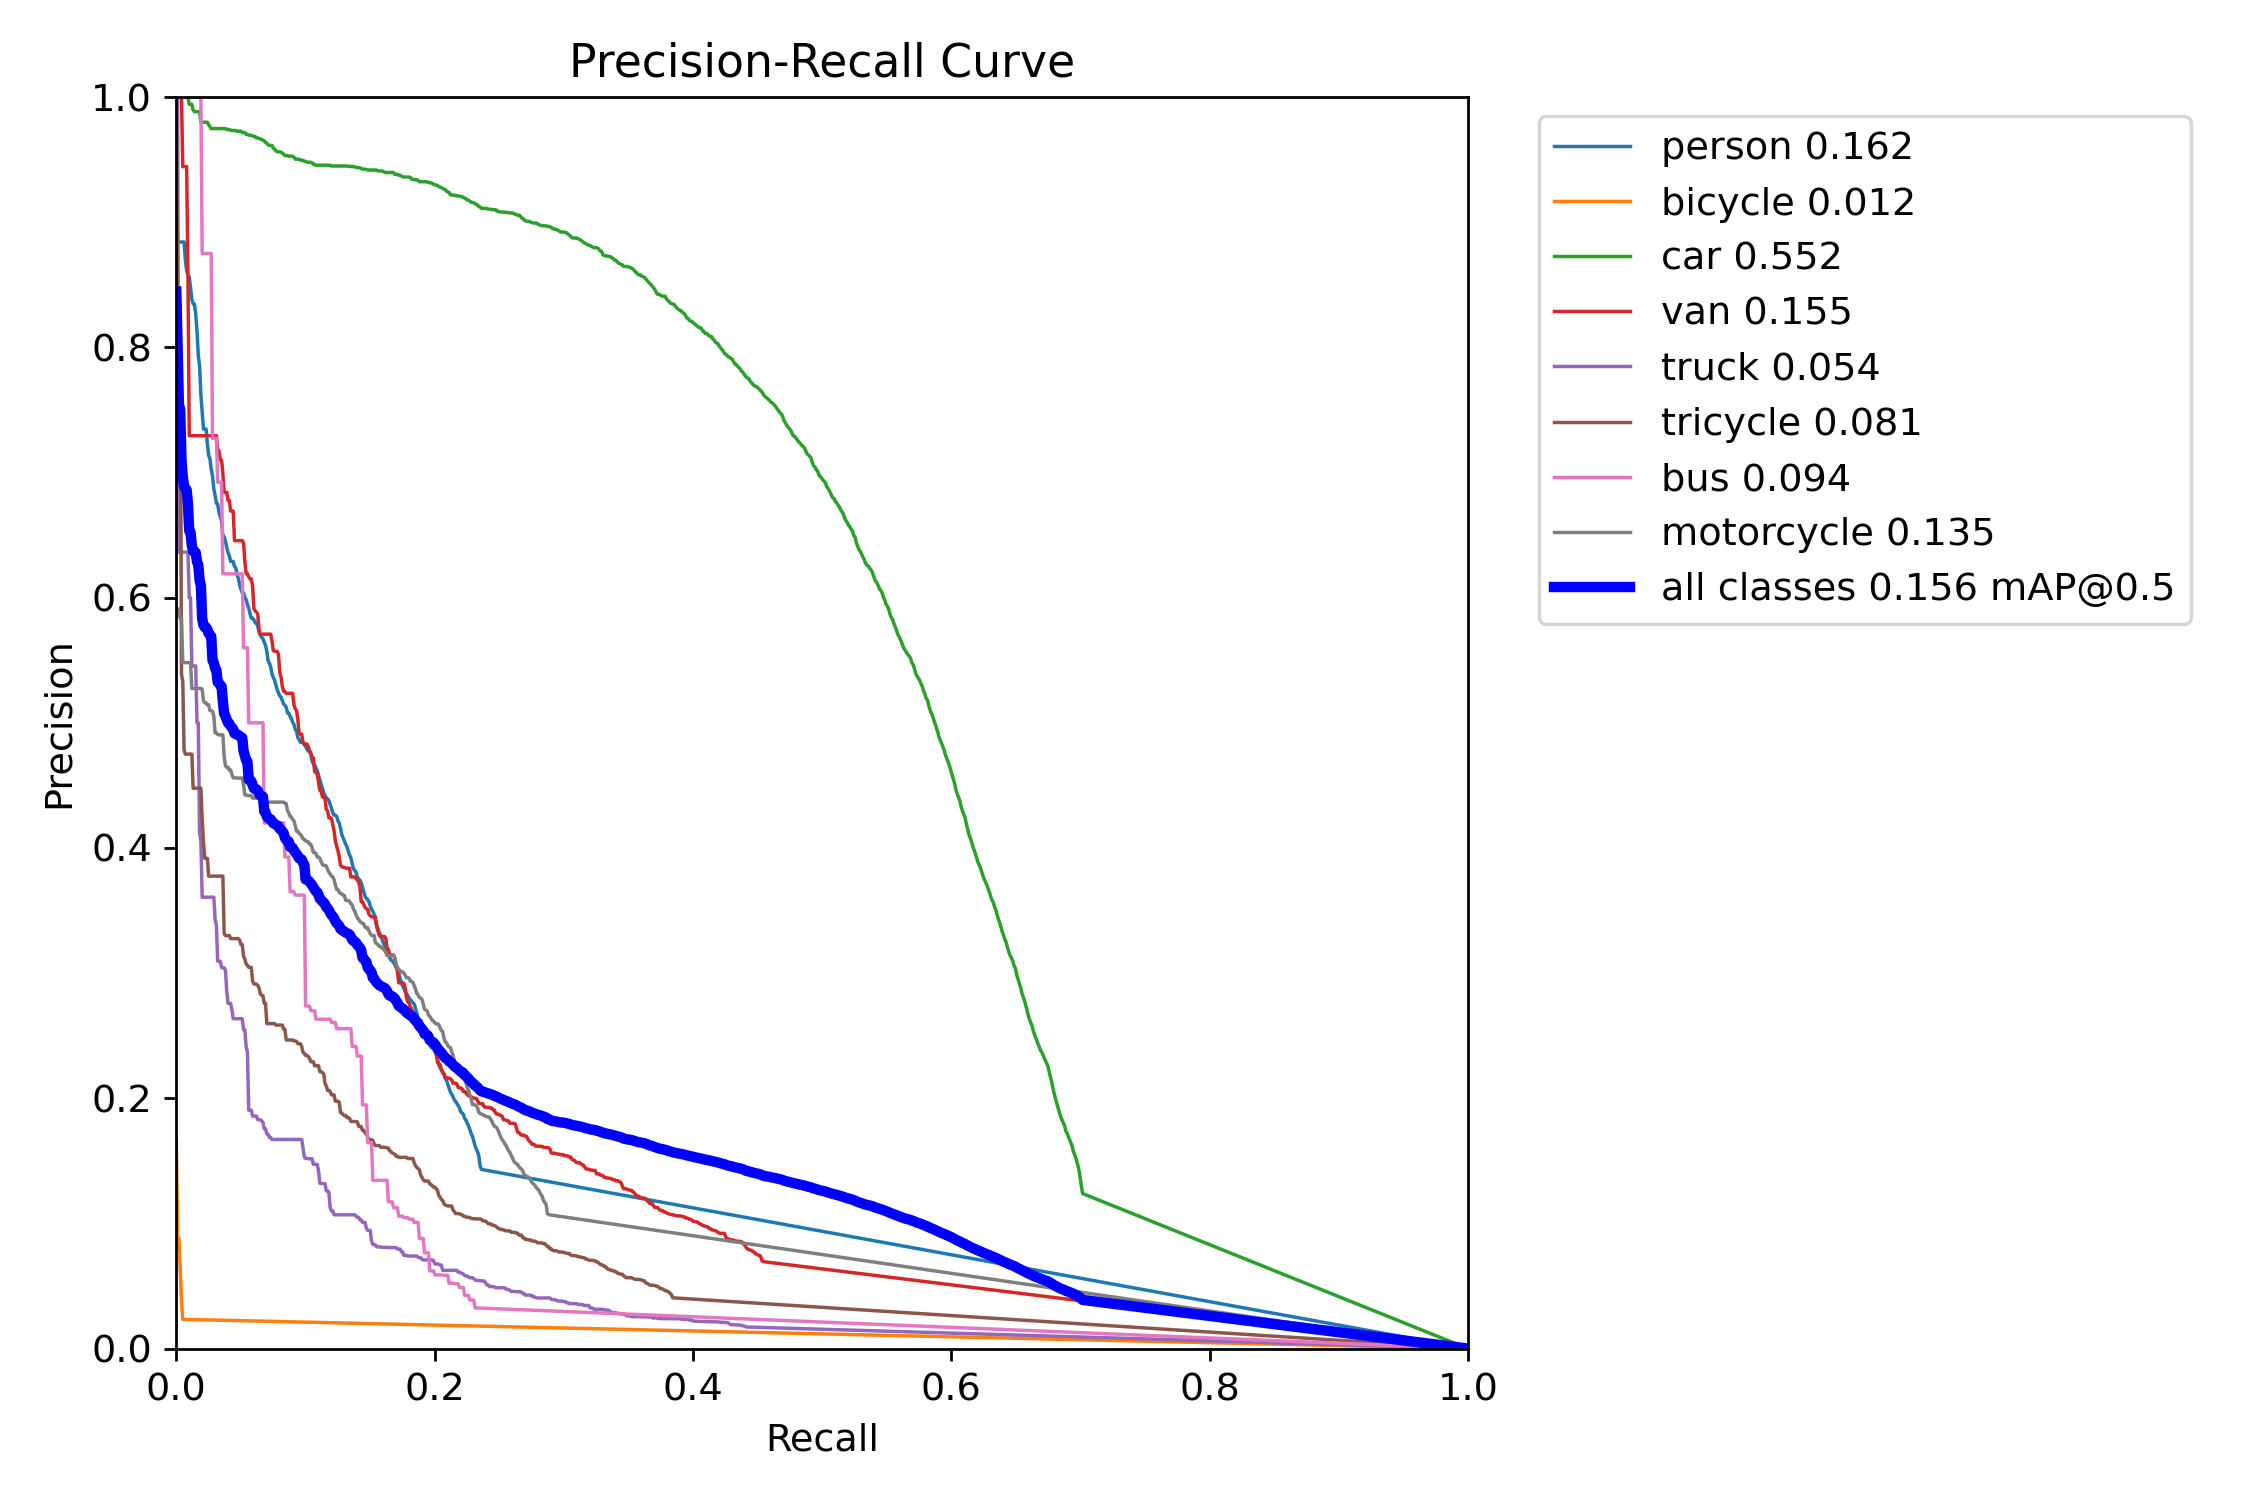 Precision-Recall Curve
1.0
0.8
0.6
0.4
0.2
0.0
Precision
0.0 0.2 0.4 0.6 0.8 1.0
Recall
person 0.162
bicycle 0.012
car 0.552
van 0.155
truck 0.054
tricycle 0.081
bus 0.094
motorcycle 0.135
all classes 0.156 mAP@0.5